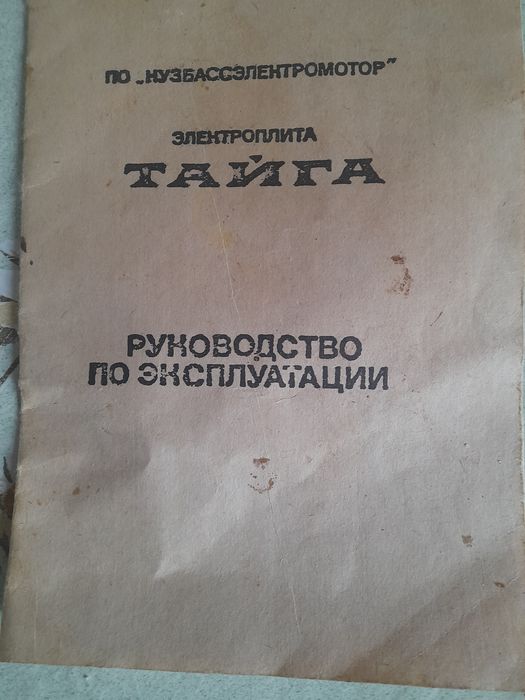 ПО „КУЗБАССЭЛЕКТРОМОТОР"
ЭЛЕКТРОПЛИТА
ТАЙГА
РУКОВОДСТВО
ПО ЭКСПЛУАТАЦИИ